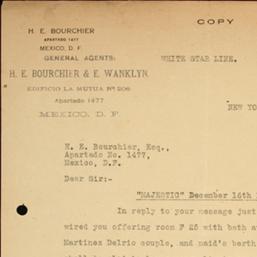 COPY
H. E. BOURCHIER
APARTADO 1477
MEXICO, D. F.
GENERAL AGENTS:
WHITE STAR LINE.
H. E. BOURCHIER & E. WANKLYN.
EDIFICIO LA MUTUA Nº 206
Apartado 1477
MEXICO, D. F.
NEW YO
H. E. Bourchier, Esq.,
Apartado No. 1477,
Mexico, D.F.
Dear Sir:-
"MAJESTIC" December 16th
In reply to your message just
wired you offering room F 25 with bath a
Martinez Delrio couple, and maid's berth